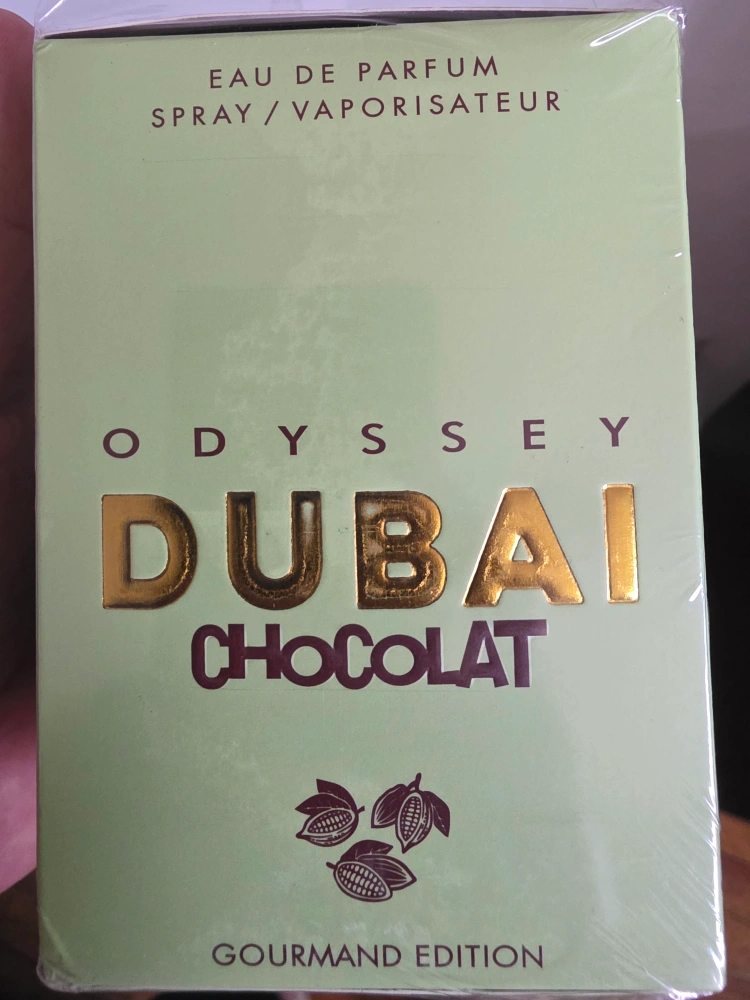 EAU DE PARFUM
SPRAY / VAPORISATEUR
ODYSSEY
DUBAI
CHOCOLAT
GOURMAND EDITION